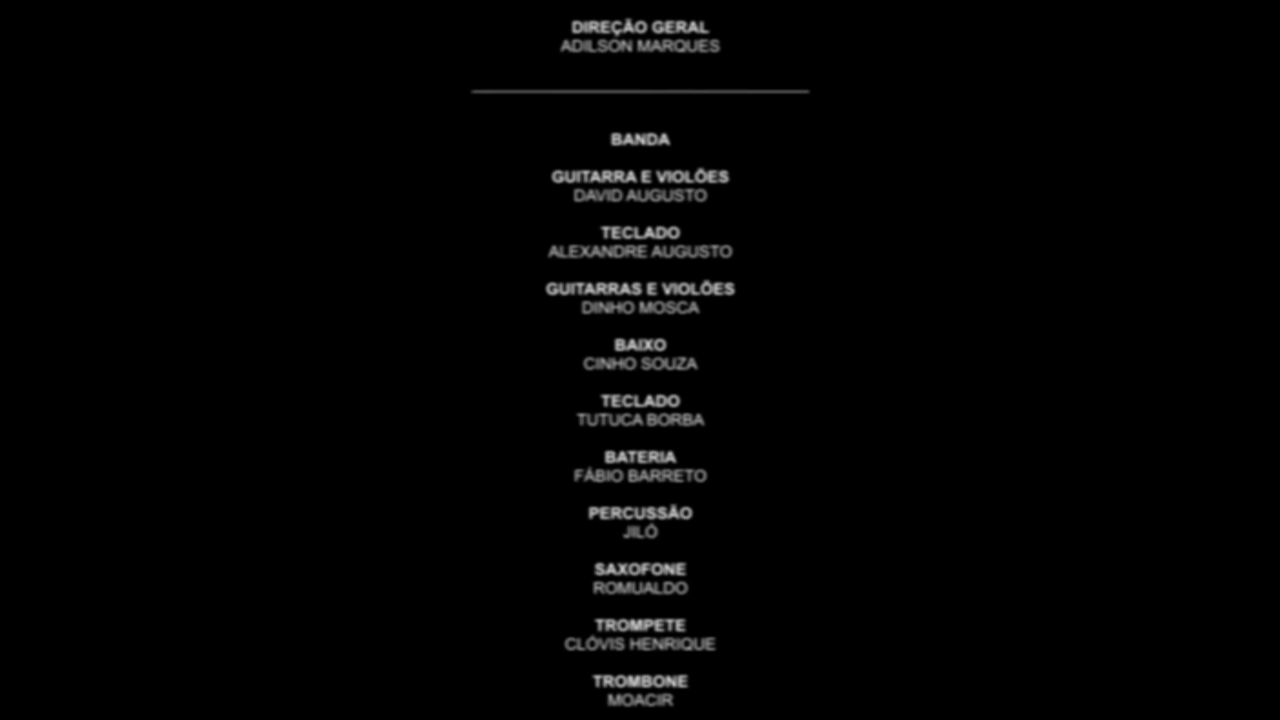 DIREÇÃO GERAL
ADILSON MARQUES
BANDA
GUITARRA E VIOLÕES
DAVID AUGUSTO
TECLADO
ALEXANDRE AUGUSTO
GUITARRAS E VIOLÕES
DINHO MOSCA
BAIXO
CINHO SOUZA
TECLADO
TUTUCA BORBA
BATERIA
FÁBIO BARRETO
PERCUSSÃO
JILÓ
SAXOFONE
ROMUALDO
TROMPETE
CLÓVIS HENRIQUE
TROMBONE
MOACIR